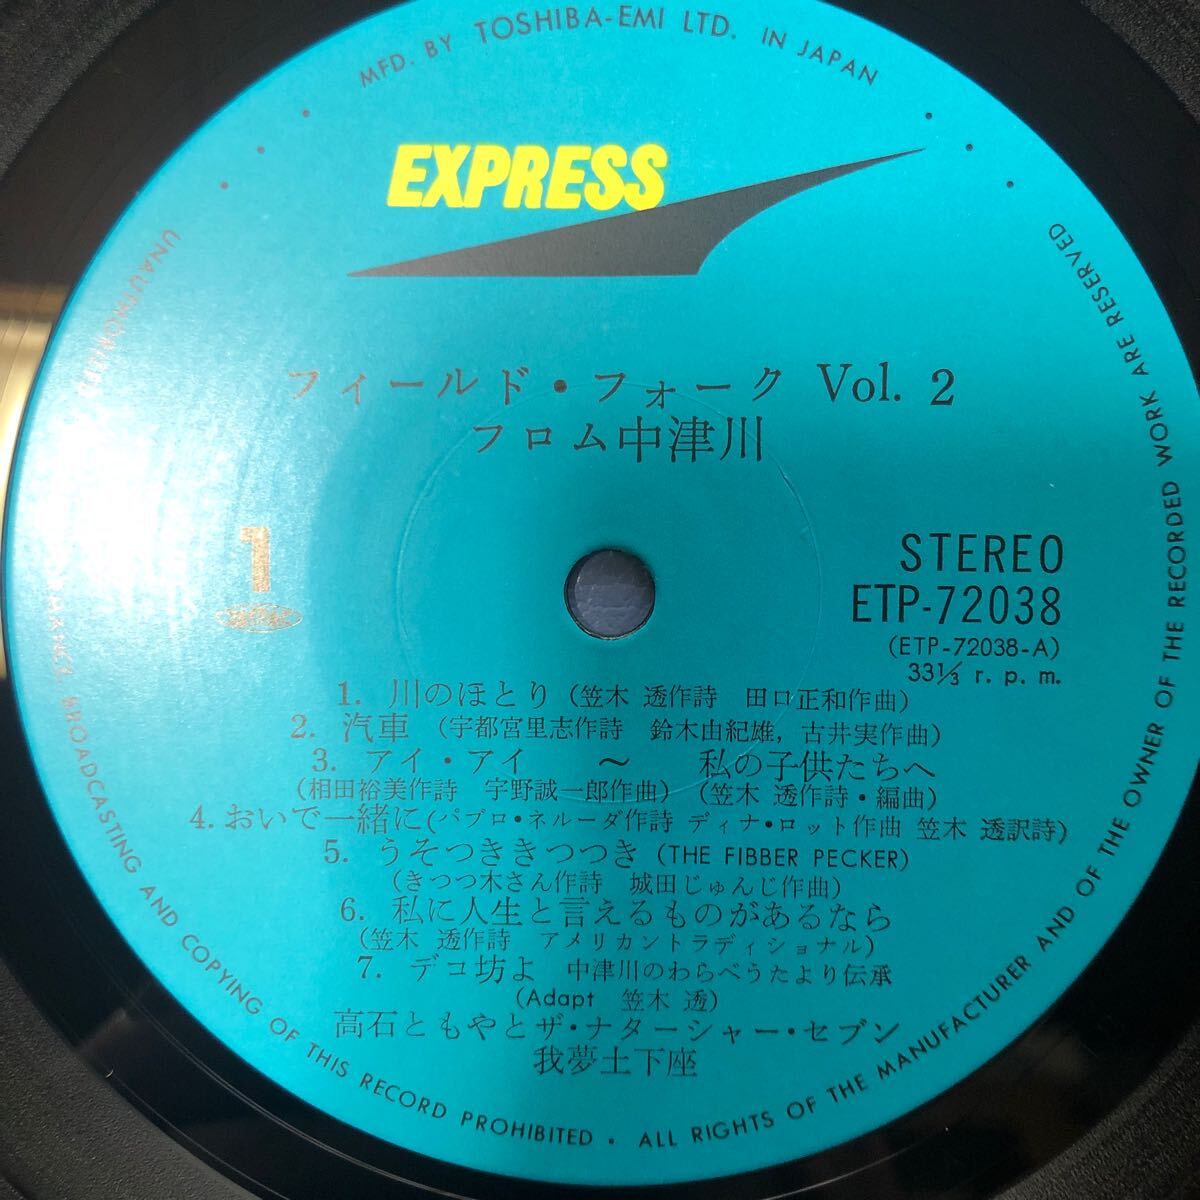 MFD. BY TOSHIBA-EMI LTD. IN JAPAN
EXPRESS
フィールド・フォーク Vol. 2
フロム中津川
1
STEREO
ETP-72038
(ETP-72038-A)
33⅓ r. p. m.
1. 川のほとり (笠木 透作詩 田口正和作曲)
2. 汽車 (宇都宮里志作詩 鈴木由紀雄, 古井実作曲)
3. アイ・アイ 〜 私の子供たちへ
(相田裕美作詩 宇野誠一郎作曲) (笠木 透作詩・編曲)
4. おいで一緒に (パブロ・ネルーダ作詩 ディナ・ロット作曲 笠木 透訳詩)
5. うそつききつつき (THE FIBBER PECKER)
(きつつ木さん作詩 城田じゅんじ作曲)
6. 私に人生と言えるものがあるなら
(笠木 透作詩 アメリカントラディショナル)
7. デコ坊よ 中津川のわらべうたより伝承
(Adapt 笠木 透)
高石ともやとザ・ナターシャー・セブン
我夢土下座
UNAUTHORIZED BROADCASTING AND COPYING OF THIS RECORD PROHIBITED • ALL RIGHTS OF THE MANUFACTURER AND OF THE OWNER OF THE RECORDED WORK ARE RESERVED